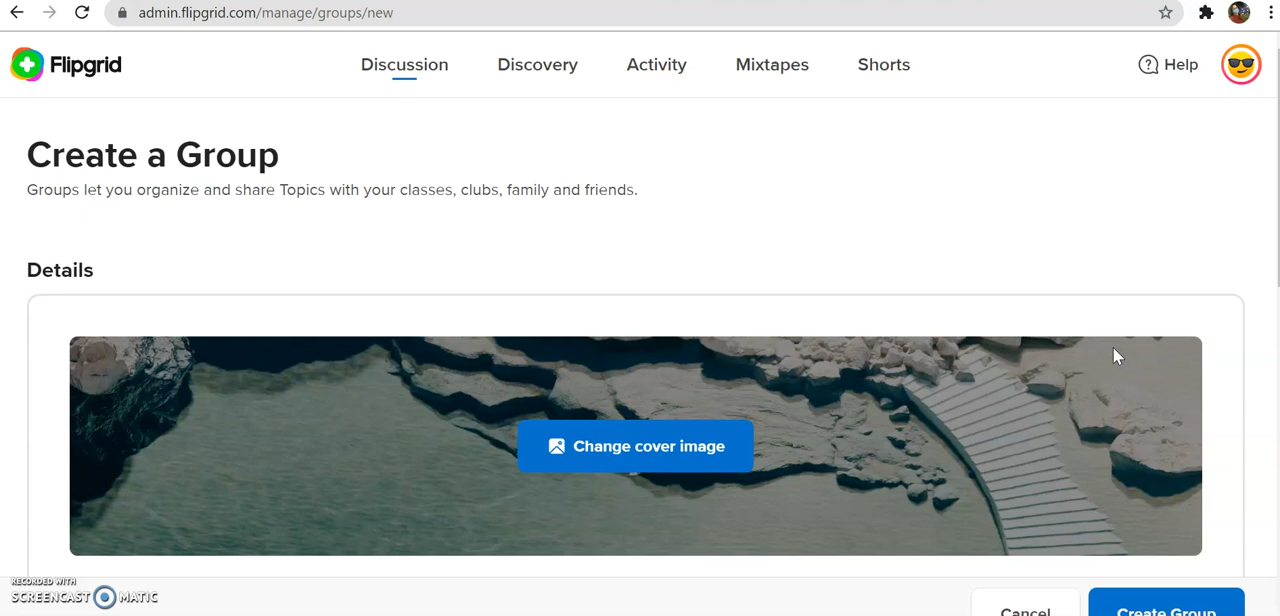 admin.flipgrid.com/manage/groups/new
Flipgrid
Discussion
Discovery
Activity
Mixtapes
Shorts
Help
Create a Group
Groups let you organize and share Topics with your classes, clubs, family and friends.
Details
Change cover image
RECORDED WITH
SCREENCAST MATIC
Cancel
Create Group